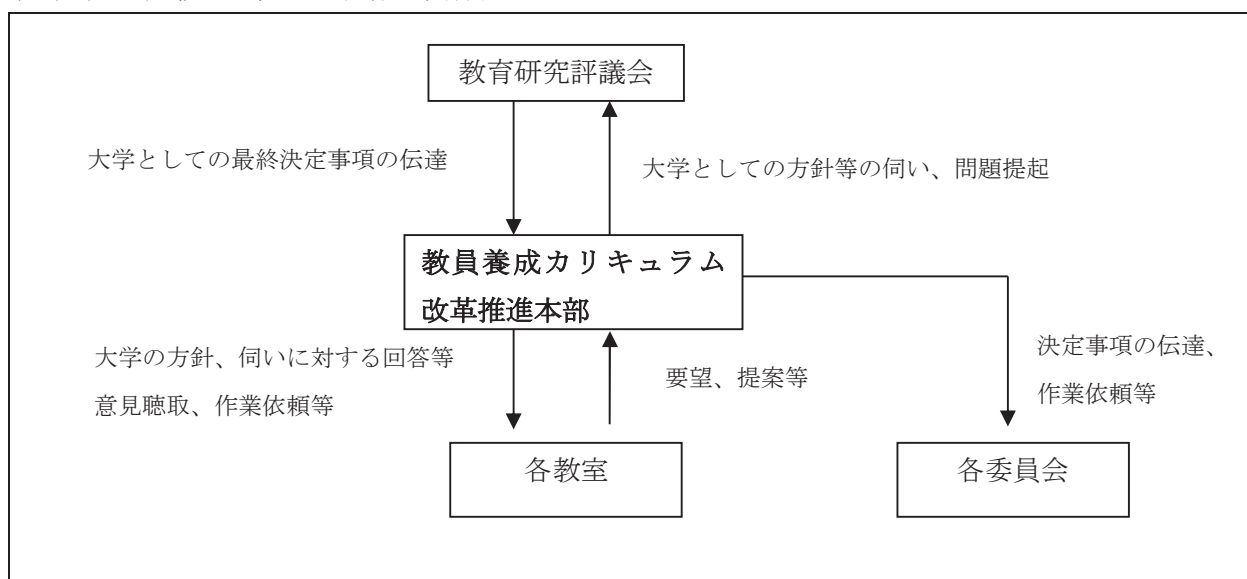 教育研究評議会
大学としての最終決定事項の伝達
大学としての方針等の伺い、問題提起
教員養成カリキュラム
改革推進本部
大学の方針、伺いに対する回答等
意見聴取、作業依頼等
要望、提案等
決定事項の伝達、
作業依頼等
各教室
各委員会